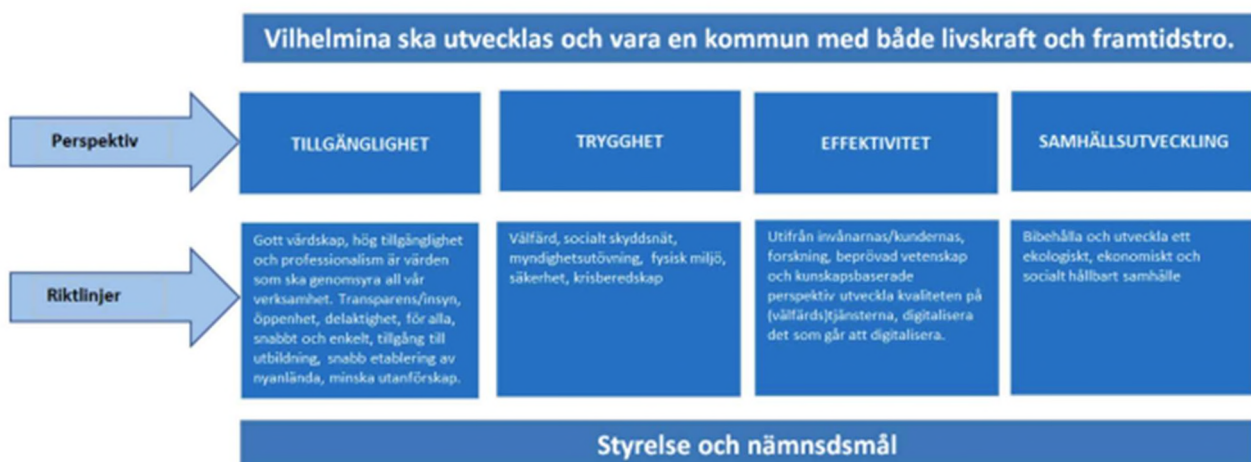 Vilhelmina ska utvecklas och vara en kommun med både livskraft och framtidstro.
Perspektiv
TILLGÄNGLIGHET
TRYGGHET
EFFEKTIVITET
SAMHÄLLSUTVECKLING
Riktlinjer
Gott värdskap, hög tillgänglighet
och professionalism är värden
som ska genomsyra all vår
verksamhet. Transparens/insyn,
öppenhet, delaktighet, för alla,
snabbt och enkelt, tillgång till
utbildning, snabb etablering av
nyanlända, minska utanförskap.
Välfärd, socialt skyddsnät,
myndighetsutövning, fysisk miljö,
säkerhet, krisberedskap
Utifrån invånarnas/kundernas,
forskning, beprövad vetenskap
och kunskapsbaserade
perspektiv utveckla kvaliteten på
(välfärds)tjänsterna, digitalisera
det som går att digitalisera.
Bibehålla och utveckla ett
ekologiskt, ekonomiskt och
socialt hållbart samhälle
Styrelse och nämnsdsmål